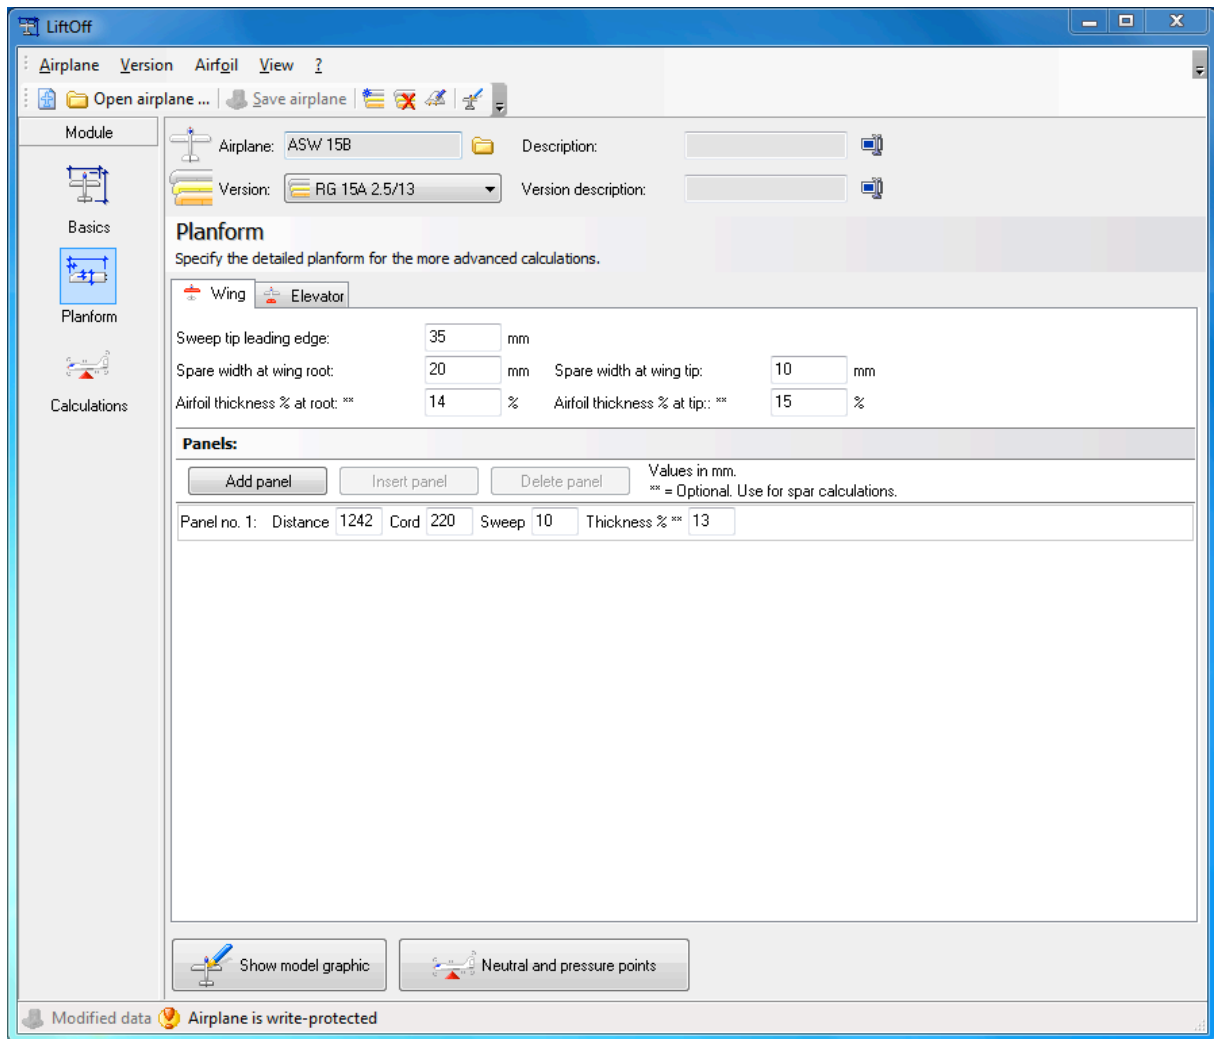 LiftOff
Airplane Version Airfoil View ?
Open airplane ... Save airplane
Module
Basics
Planform
Calculations
Airplane: ASW 15B Description:
Version: RG 15A 2.5/13 Version description:
Planform
Specify the detailed planform for the more advanced calculations.
Wing Elevator
Sweep tip leading edge: 35 mm
Spare width at wing root: 20 mm Spare width at wing tip: 10 mm
Airfoil thickness % at root: ** 14 % Airfoil thickness % at tip:: ** 15 %
Panels:
Add panel Insert panel Delete panel
Values in mm.
** = Optional. Use for spar calculations.
Panel no. 1: Distance 1242 Cord 220 Sweep 10 Thickness % ** 13
Show model graphic Neutral and pressure points
Modified data Airplane is write-protected